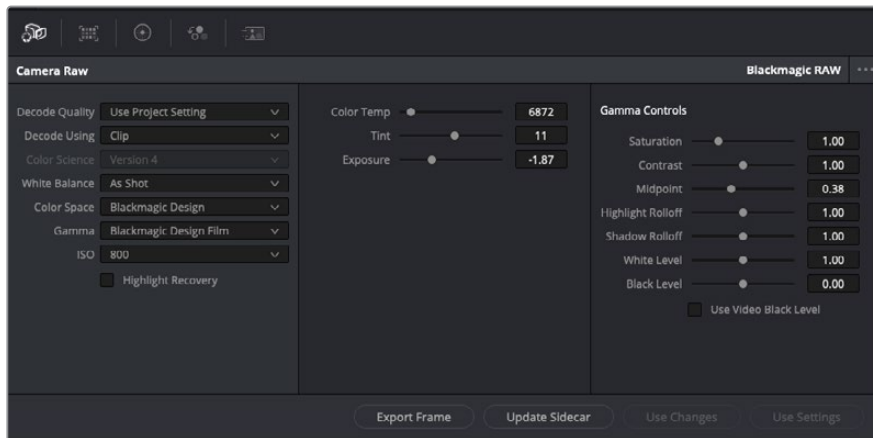 Camera Raw
Blackmagic RAW
Decode Quality Use Project Setting
Decode Using Clip
Color Science Version 4
White Balance As Shot
Color Space Blackmagic Design
Gamma Blackmagic Design Film
ISO 800
Highlight Recovery
Color Temp 6872
Tint 11
Exposure -1.87
Gamma Controls
Saturation 1.00
Contrast 1.00
Midpoint 0.38
Highlight Rolloff 1.00
Shadow Rolloff 1.00
White Level 1.00
Black Level 0.00
Use Video Black Level
Export Frame
Update Sidecar
Use Changes
Use Settings